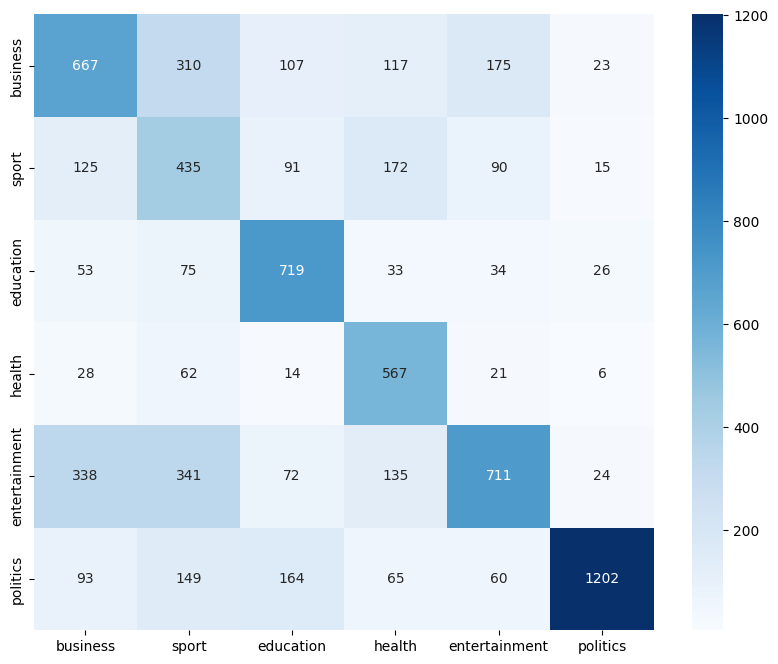 business 667 310 107 117 175 23
sport 125 435 91 172 90 15
education 53 75 719 33 34 26
health 28 62 14 567 21 6
entertainment 338 341 72 135 711 24
politics 93 149 164 65 60 1202
business sport education health entertainment politics
1200
1000
800
600
400
200